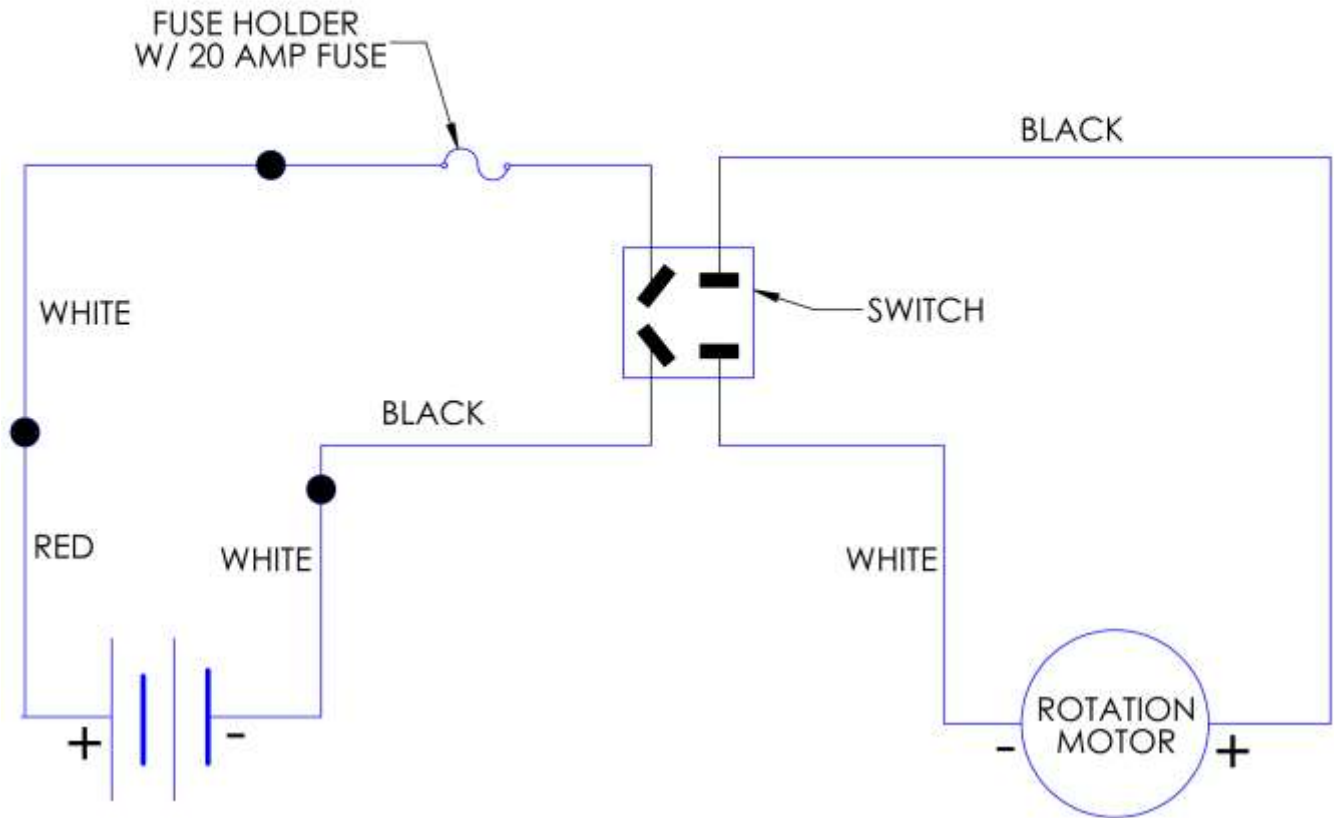 FUSE HOLDER
W/ 20 AMP FUSE
BLACK
WHITE
SWITCH
BLACK
RED
WHITE
WHITE
+
-
ROTATION
MOTOR
-
+